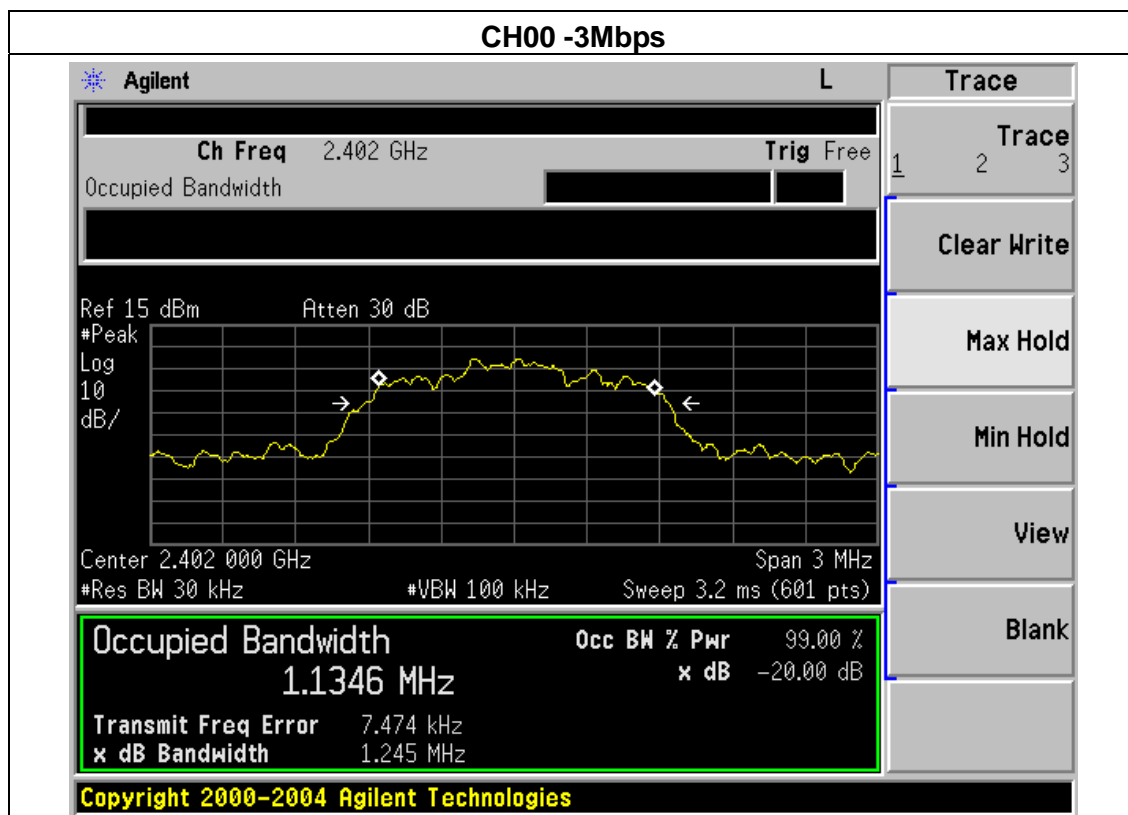 CH00 -3Mbps
Agilent L Trace
Ch Freq 2.402 GHz Trig Free
Occupied Bandwidth
Trace
1 2 3
Clear Write
Ref 15 dBm Atten 30 dB
#Peak
Log
10
dB/
Max Hold
Min Hold
View
Center 2.402 000 GHz Span 3 MHz
#Res BW 30 kHz #VBW 100 kHz Sweep 3.2 ms (601 pts)
Blank
Occupied Bandwidth Occ BW % Pwr 99.00 %
1.1346 MHz x dB -20.00 dB
Transmit Freq Error 7.474 kHz
x dB Bandwidth 1.245 MHz
Copyright 2000-2004 Agilent Technologies